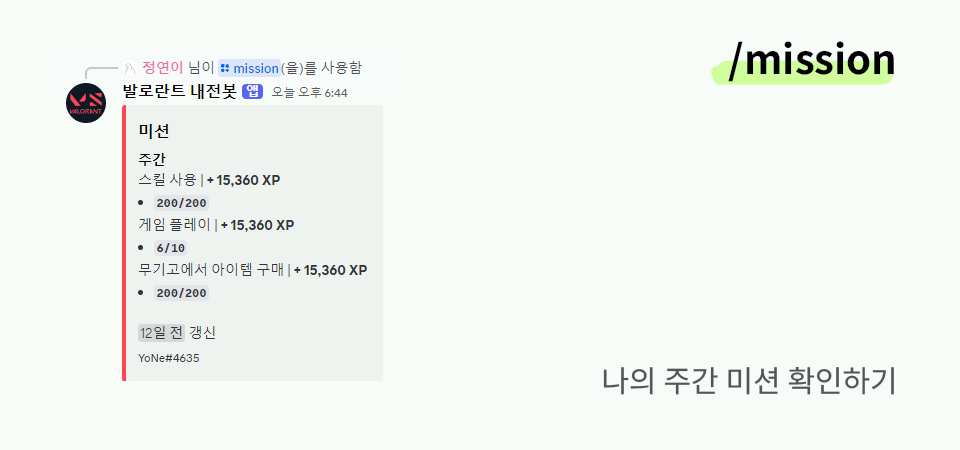 /mission
정연이 님이 mission(을)를 사용함
VALORANT
발로란트 내전봇 앱 오늘 오후 6:44
미션
주간
스킬 사용 | + 15,360 XP
• 200/200
게임 플레이 | + 15,360 XP
• 6/10
무기고에서 아이템 구매 | + 15,360 XP
• 200/200
12일 전 갱신
YoNe#4635
나의 주간 미션 확인하기